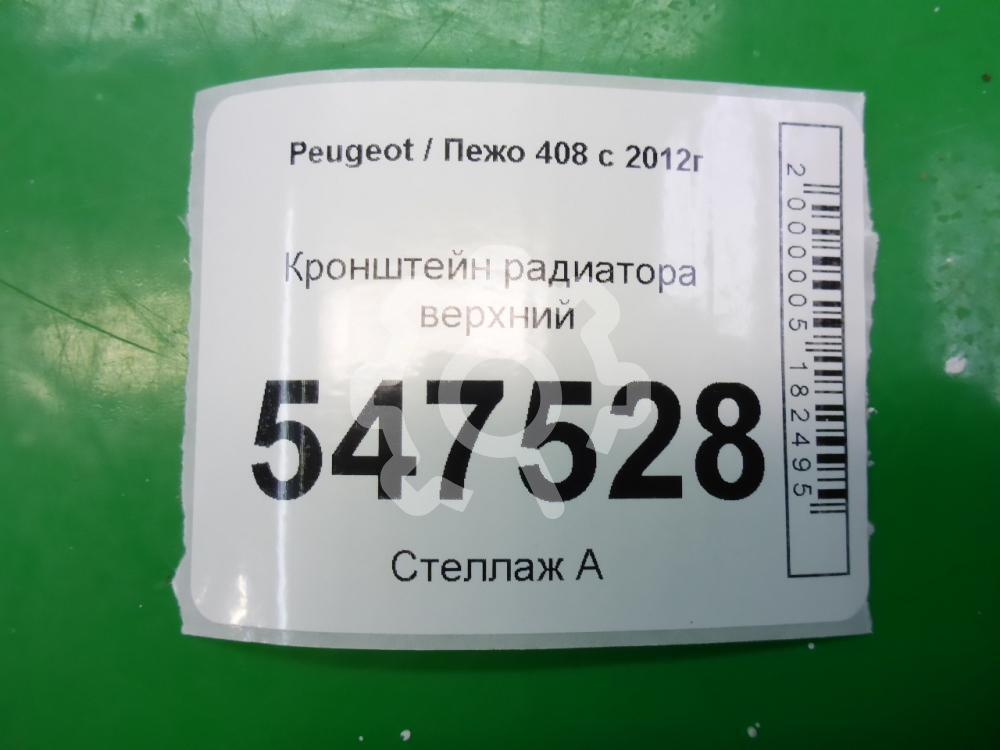 Peugeot / Пежо 408 с 2012г
Кронштейн радиатора
верхний
547528
Стеллаж А
2000005182495